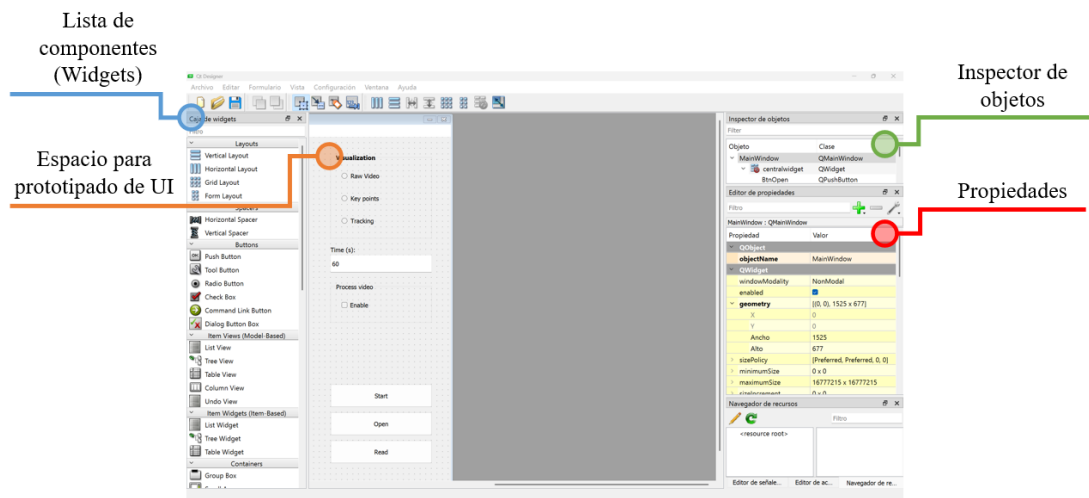 Lista de
componentes
(Widgets)
Espacio para
prototipado de UI
Inspector de
objetos
Propiedades
Qt Designer
Archivo Editar Formulario Vista Configuración Ventana Ayuda
Caja de widgets
Filtro
Layouts
Vertical Layout
Horizontal Layout
Grid Layout
Form Layout
Spacers
Horizontal Spacer
Vertical Spacer
Buttons
Push Button
Tool Button
Radio Button
Check Box
Command Link Button
Dialog Button Box
Item Views (Model-Based)
List View
Tree View
Table View
Column View
Undo View
Item Widgets (Item-Based)
List Widget
Tree Widget
Table Widget
Containers
Group Box
Visualization
Raw Video
Key points
Tracking
Time (s):
60
Process video
Enable
Start
Open
Read
Inspector de objetos
Filter
Objeto Clase
MainWindow QMainWindow
centralwidget QWidget
BtnOpen QPushButton
Editor de propiedades
Filtro
MainWindow : QMainWindow
Propiedad Valor
QObject
objectName MainWindow
QWidget
windowModality NonModal
enabled
geometry [(0, 0), 1525 x 677]
X 0
Y 0
Ancho 1525
Alto 677
sizePolicy [Preferred, Preferred, 0, 0]
minimumSize 0 x 0
maximumSize 16777215 x 16777215
sizeIncrement 0 x 0
Navegador de recursos
Filtro
<resource root>
Editor de señale... Editor de ac... Navegador de re...